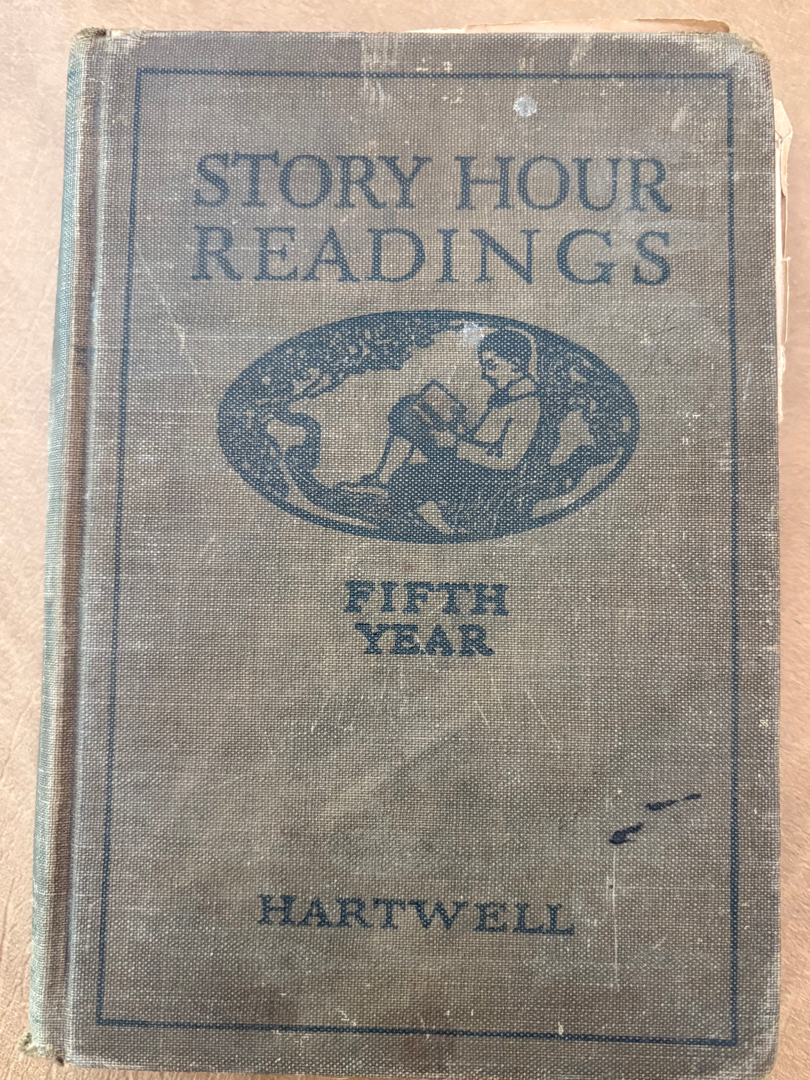 STORY HOUR
READINGS
FIFTH
YEAR
HARTWELL